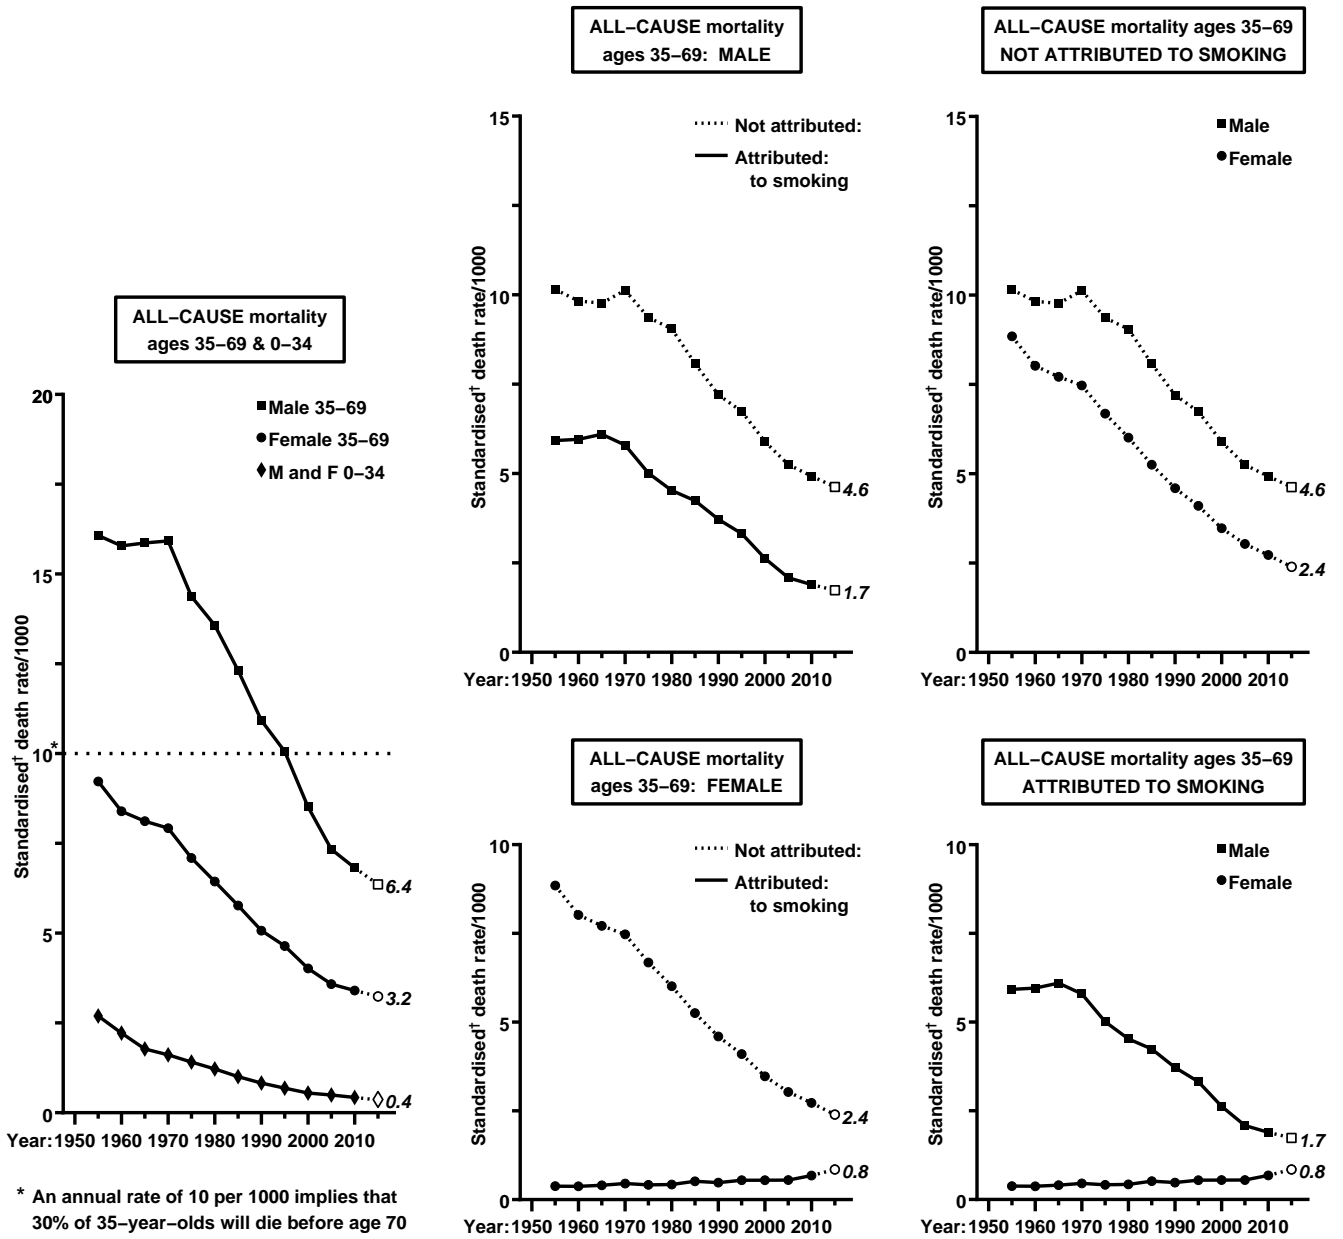 ALL−CAUSE mortality
ages 35−69 & 0−34
20
15
10
5
0
*
Standardised† death rate/1000
Male 35−69
Female 35−69
M and F 0−34
6.4
3.2
0.4
Year: 1950 1960 1970 1980 1990 2000 2010
* An annual rate of 10 per 1000 implies that
30% of 35−year−olds will die before age 70
ALL−CAUSE mortality
ages 35−69: MALE
15
10
5
0
Standardised† death rate/1000
Not attributed:
Attributed:
to smoking
4.6
1.7
Year: 1950 1960 1970 1980 1990 2000 2010
ALL−CAUSE mortality ages 35−69
NOT ATTRIBUTED TO SMOKING
15
10
5
0
Standardised† death rate/1000
Male
Female
4.6
2.4
Year: 1950 1960 1970 1980 1990 2000 2010
ALL−CAUSE mortality
ages 35−69: FEMALE
10
5
0
Standardised† death rate/1000
Not attributed:
Attributed:
to smoking
2.4
0.8
Year: 1950 1960 1970 1980 1990 2000 2010
ALL−CAUSE mortality ages 35−69
ATTRIBUTED TO SMOKING
10
5
0
Standardised† death rate/1000
Male
Female
1.7
0.8
Year: 1950 1960 1970 1980 1990 2000 2010